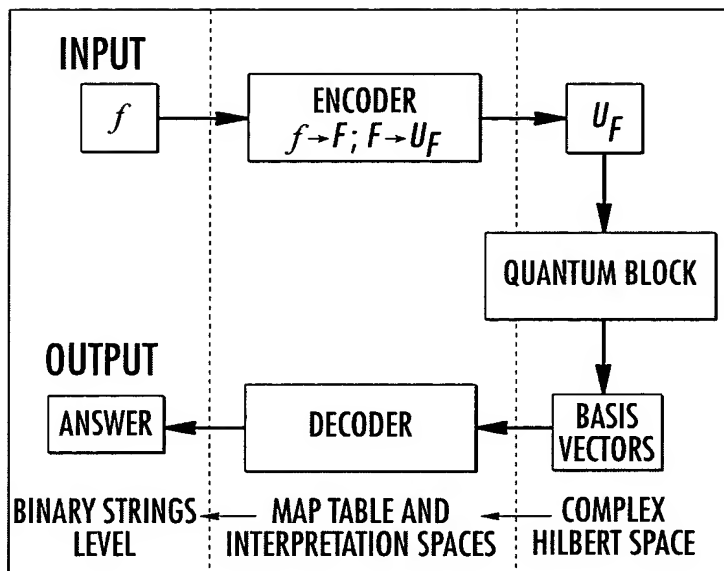 INPUT
f
ENCODER
f→F; F→U_F
U_F
QUANTUM BLOCK
OUTPUT
ANSWER
DECODER
BASIS
VECTORS
BINARY STRINGS
LEVEL
MAP TABLE AND
INTERPRETATION SPACES
COMPLEX
HILBERT SPACE